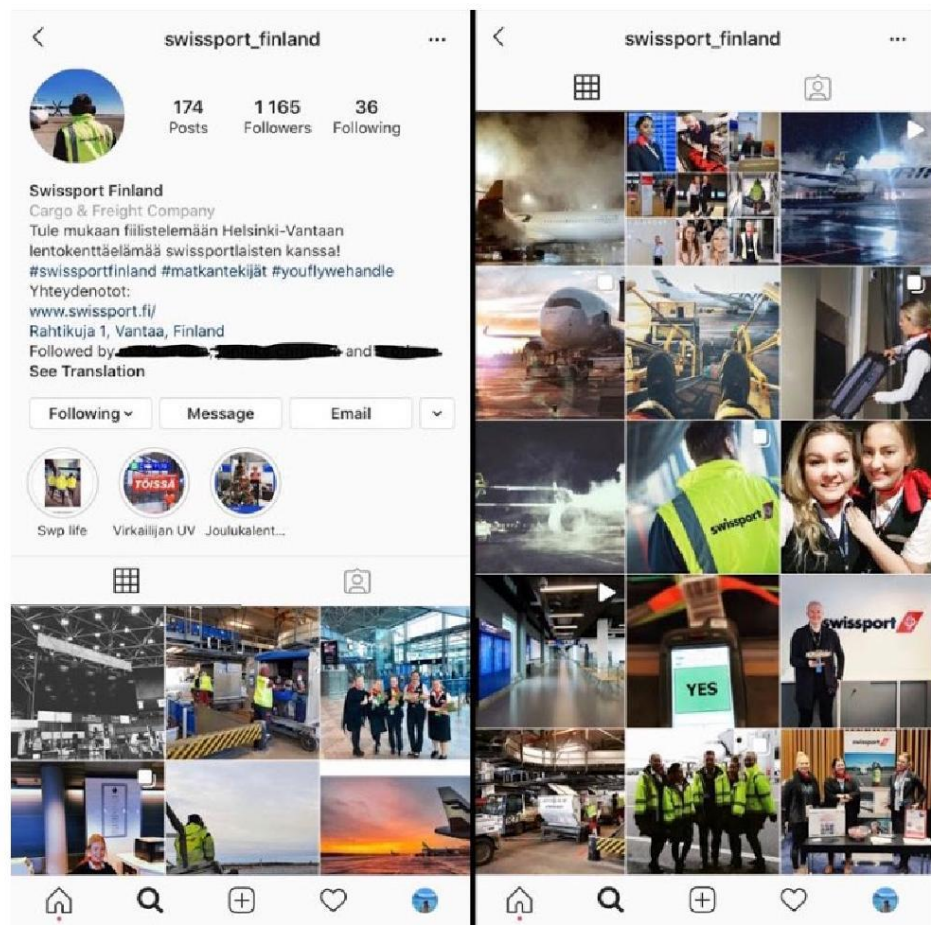 swissport_finland
174
1 165
36
Posts
Followers
Following
Swissport Finland
Cargo & Freight Company
Tule mukaan fiilistelemään Helsinki-Vantaan
lentokenttäelämää swissportlaisten kanssa!
#swissportfinland #matkantekijät #youflywehandle
Yhteydenotot:
www.swissport.fi/
Rahtikuja 1, Vantaa, Finland
Followed by
and
See Translation
Following
Message
Email
TÖISSÄ
Swp life
Virkailijan UV
Joulukalent...
swissport_finland
swissport
swissport
YES
swissport